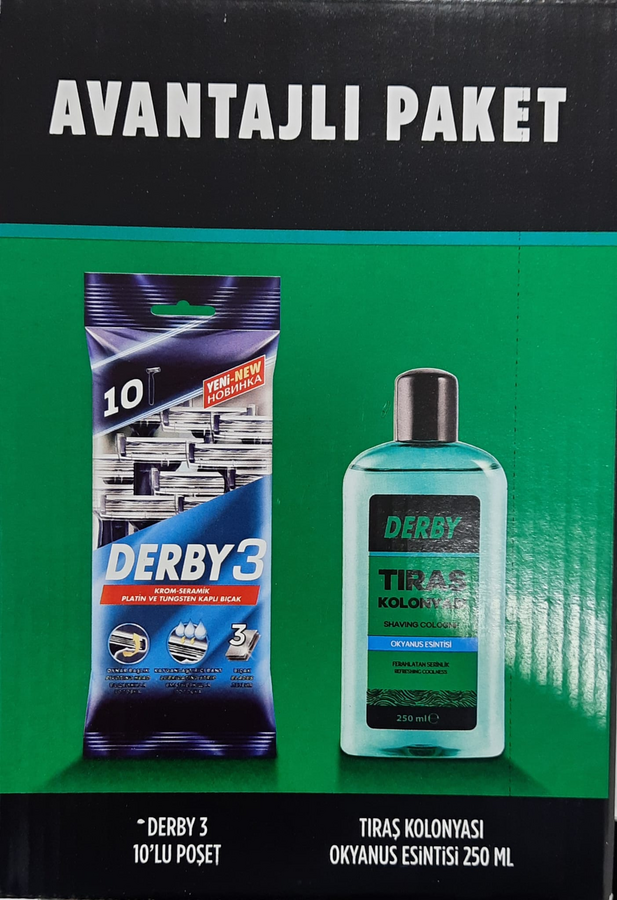 AVANTAJLI PAKET
10
YENİ-NEW
НОВИНКА
DERBY 3
KROM-SERAMİK
PLATİN VE TUNGSTEN KAPLI BIÇAK
3
DERBY
TIRAŞ
KOLONYASI
SHAVING COLOGNE
OKYANUS ESİNTİSİ
FERAHLATAN SERİNLİK
REFRESHING COOLNESS
250 ml ℮
DERBY 3
10'LU POŞET
TIRAŞ KOLONYASI
OKYANUS ESİNTİSİ 250 ML